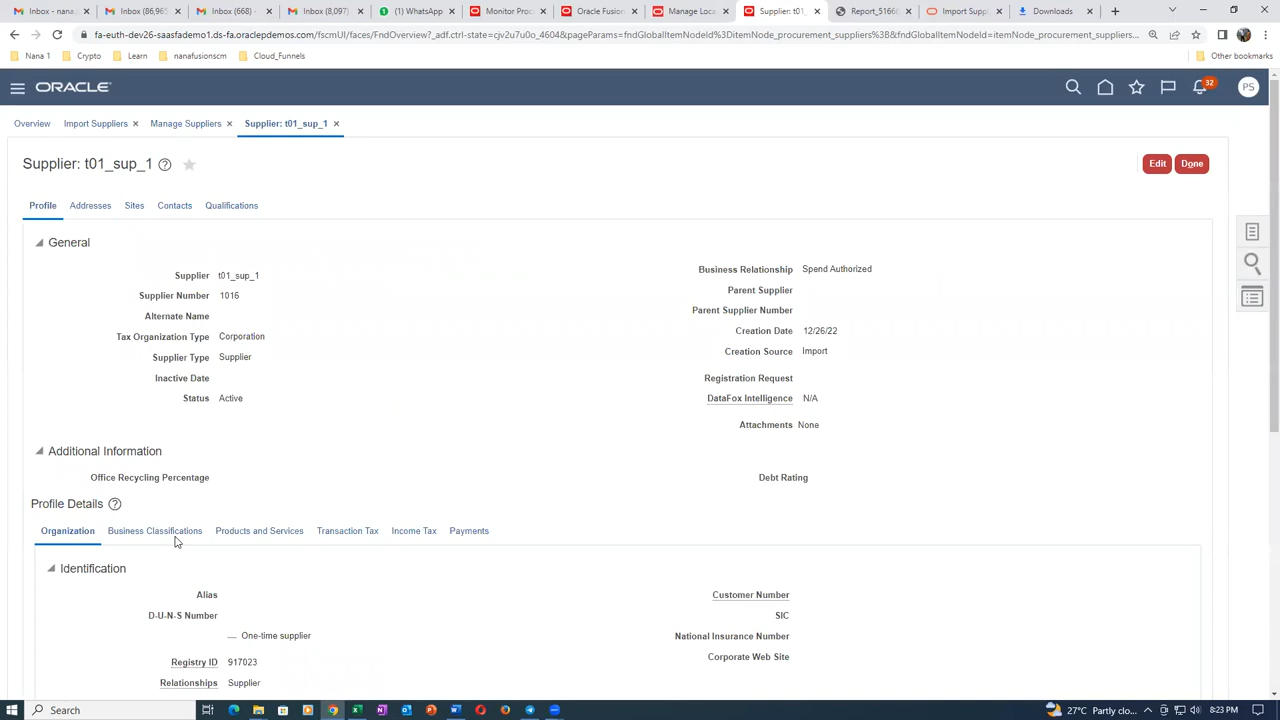 Inbox - nana
Inbox (86,965
Inbox (668) -
Inbox (8,097)
(1) WhatsApp
Monitor Proc
Oracle Fusion
Manage Loca
Supplier: t01_
Report_5166
Import Suppli
Downloads
fa-euth-dev26-saasfademo1.ds-fa.oraclepdemos.com/fscmUI/faces/FndOverview?_adf.ctrl-state=cjv2u7u0o_4604&pageParams=fndGlobalItemNodeId%3DitemNode_procurement_suppliers%3B&fndGlobalItemNodeId=itemNode_procurement_suppliers...
Nana 1
Crypto
Learn
nanafusionscm
Cloud_Funnels
Other bookmarks
ORACLE
32
PS
Overview
Import Suppliers
Manage Suppliers
Supplier: t01_sup_1
Supplier: t01_sup_1
Edit
Done
Profile
Addresses
Sites
Contacts
Qualifications
General
Supplier t01_sup_1
Business Relationship Spend Authorized
Supplier Number 1016
Parent Supplier
Alternate Name
Parent Supplier Number
Tax Organization Type Corporation
Creation Date 12/26/22
Supplier Type Supplier
Creation Source Import
Inactive Date
Registration Request
Status Active
DataFox Intelligence N/A
Attachments None
Additional Information
Office Recycling Percentage
Debt Rating
Profile Details
Organization
Business Classifications
Products and Services
Transaction Tax
Income Tax
Payments
Identification
Alias
Customer Number
D-U-N-S Number
SIC
One-time supplier
National Insurance Number
Corporate Web Site
Registry ID 917023
Relationships Supplier
Search
27°C Partly clo...
8:23 PM